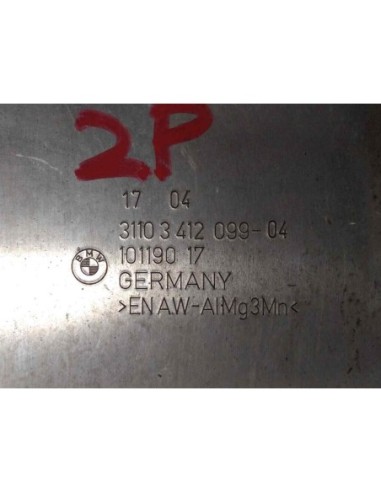 2P
17 04
3110 3 412 099-04
101190 17
BMW
GERMANY
>EN AW-AlMg3Mn<